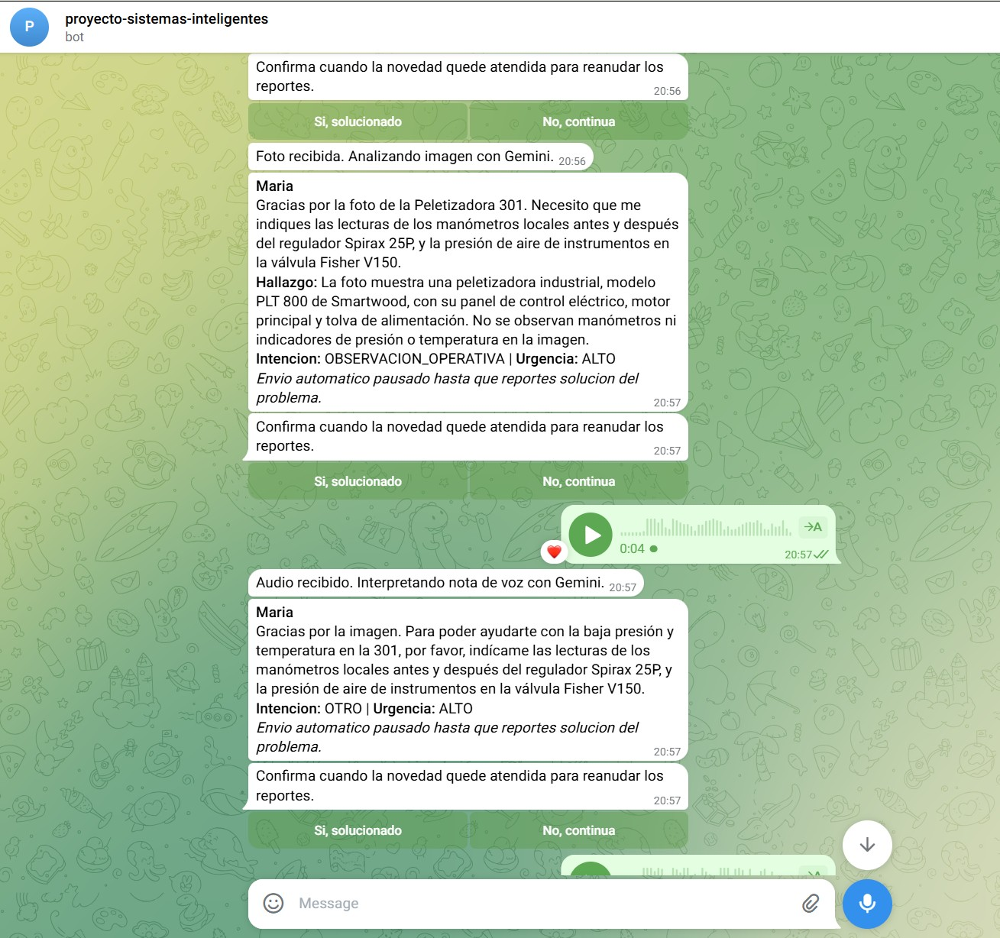 P
proyecto-sistemas-inteligentes
bot
Confirma cuando la novedad quede atendida para reanudar los
reportes.
20:56
Si, solucionado
No, continua
Foto recibida. Analizando imagen con Gemini. 20:56
Maria
Gracias por la foto de la Peletizadora 301. Necesito que me
indiques las lecturas de los manómetros locales antes y después
del regulador Spirax 25P, y la presión de aire de instrumentos en
la válvula Fisher V150.
Hallazgo: La foto muestra una peletizadora industrial, modelo
PLT 800 de Smartwood, con su panel de control eléctrico, motor
principal y tolva de alimentación. No se observan manómetros ni
indicadores de presión o temperatura en la imagen.
Intencion: OBSERVACION_OPERATIVA | Urgencia: ALTO
Envio automatico pausado hasta que reportes solucion del
problema.
20:57
Confirma cuando la novedad quede atendida para reanudar los
reportes.
20:57
Si, solucionado
No, continua
→A
0:04
20:57
Audio recibido. Interpretando nota de voz con Gemini. 20:57
Maria
Gracias por la imagen. Para poder ayudarte con la baja presión y
temperatura en la 301, por favor, indícame las lecturas de los
manómetros locales antes y después del regulador Spirax 25P, y
la presión de aire de instrumentos en la válvula Fisher V150.
Intencion: OTRO | Urgencia: ALTO
Envio automatico pausado hasta que reportes solucion del
problema.
20:57
Confirma cuando la novedad quede atendida para reanudar los
reportes.
20:57
Si, solucionado
No, continua
Message